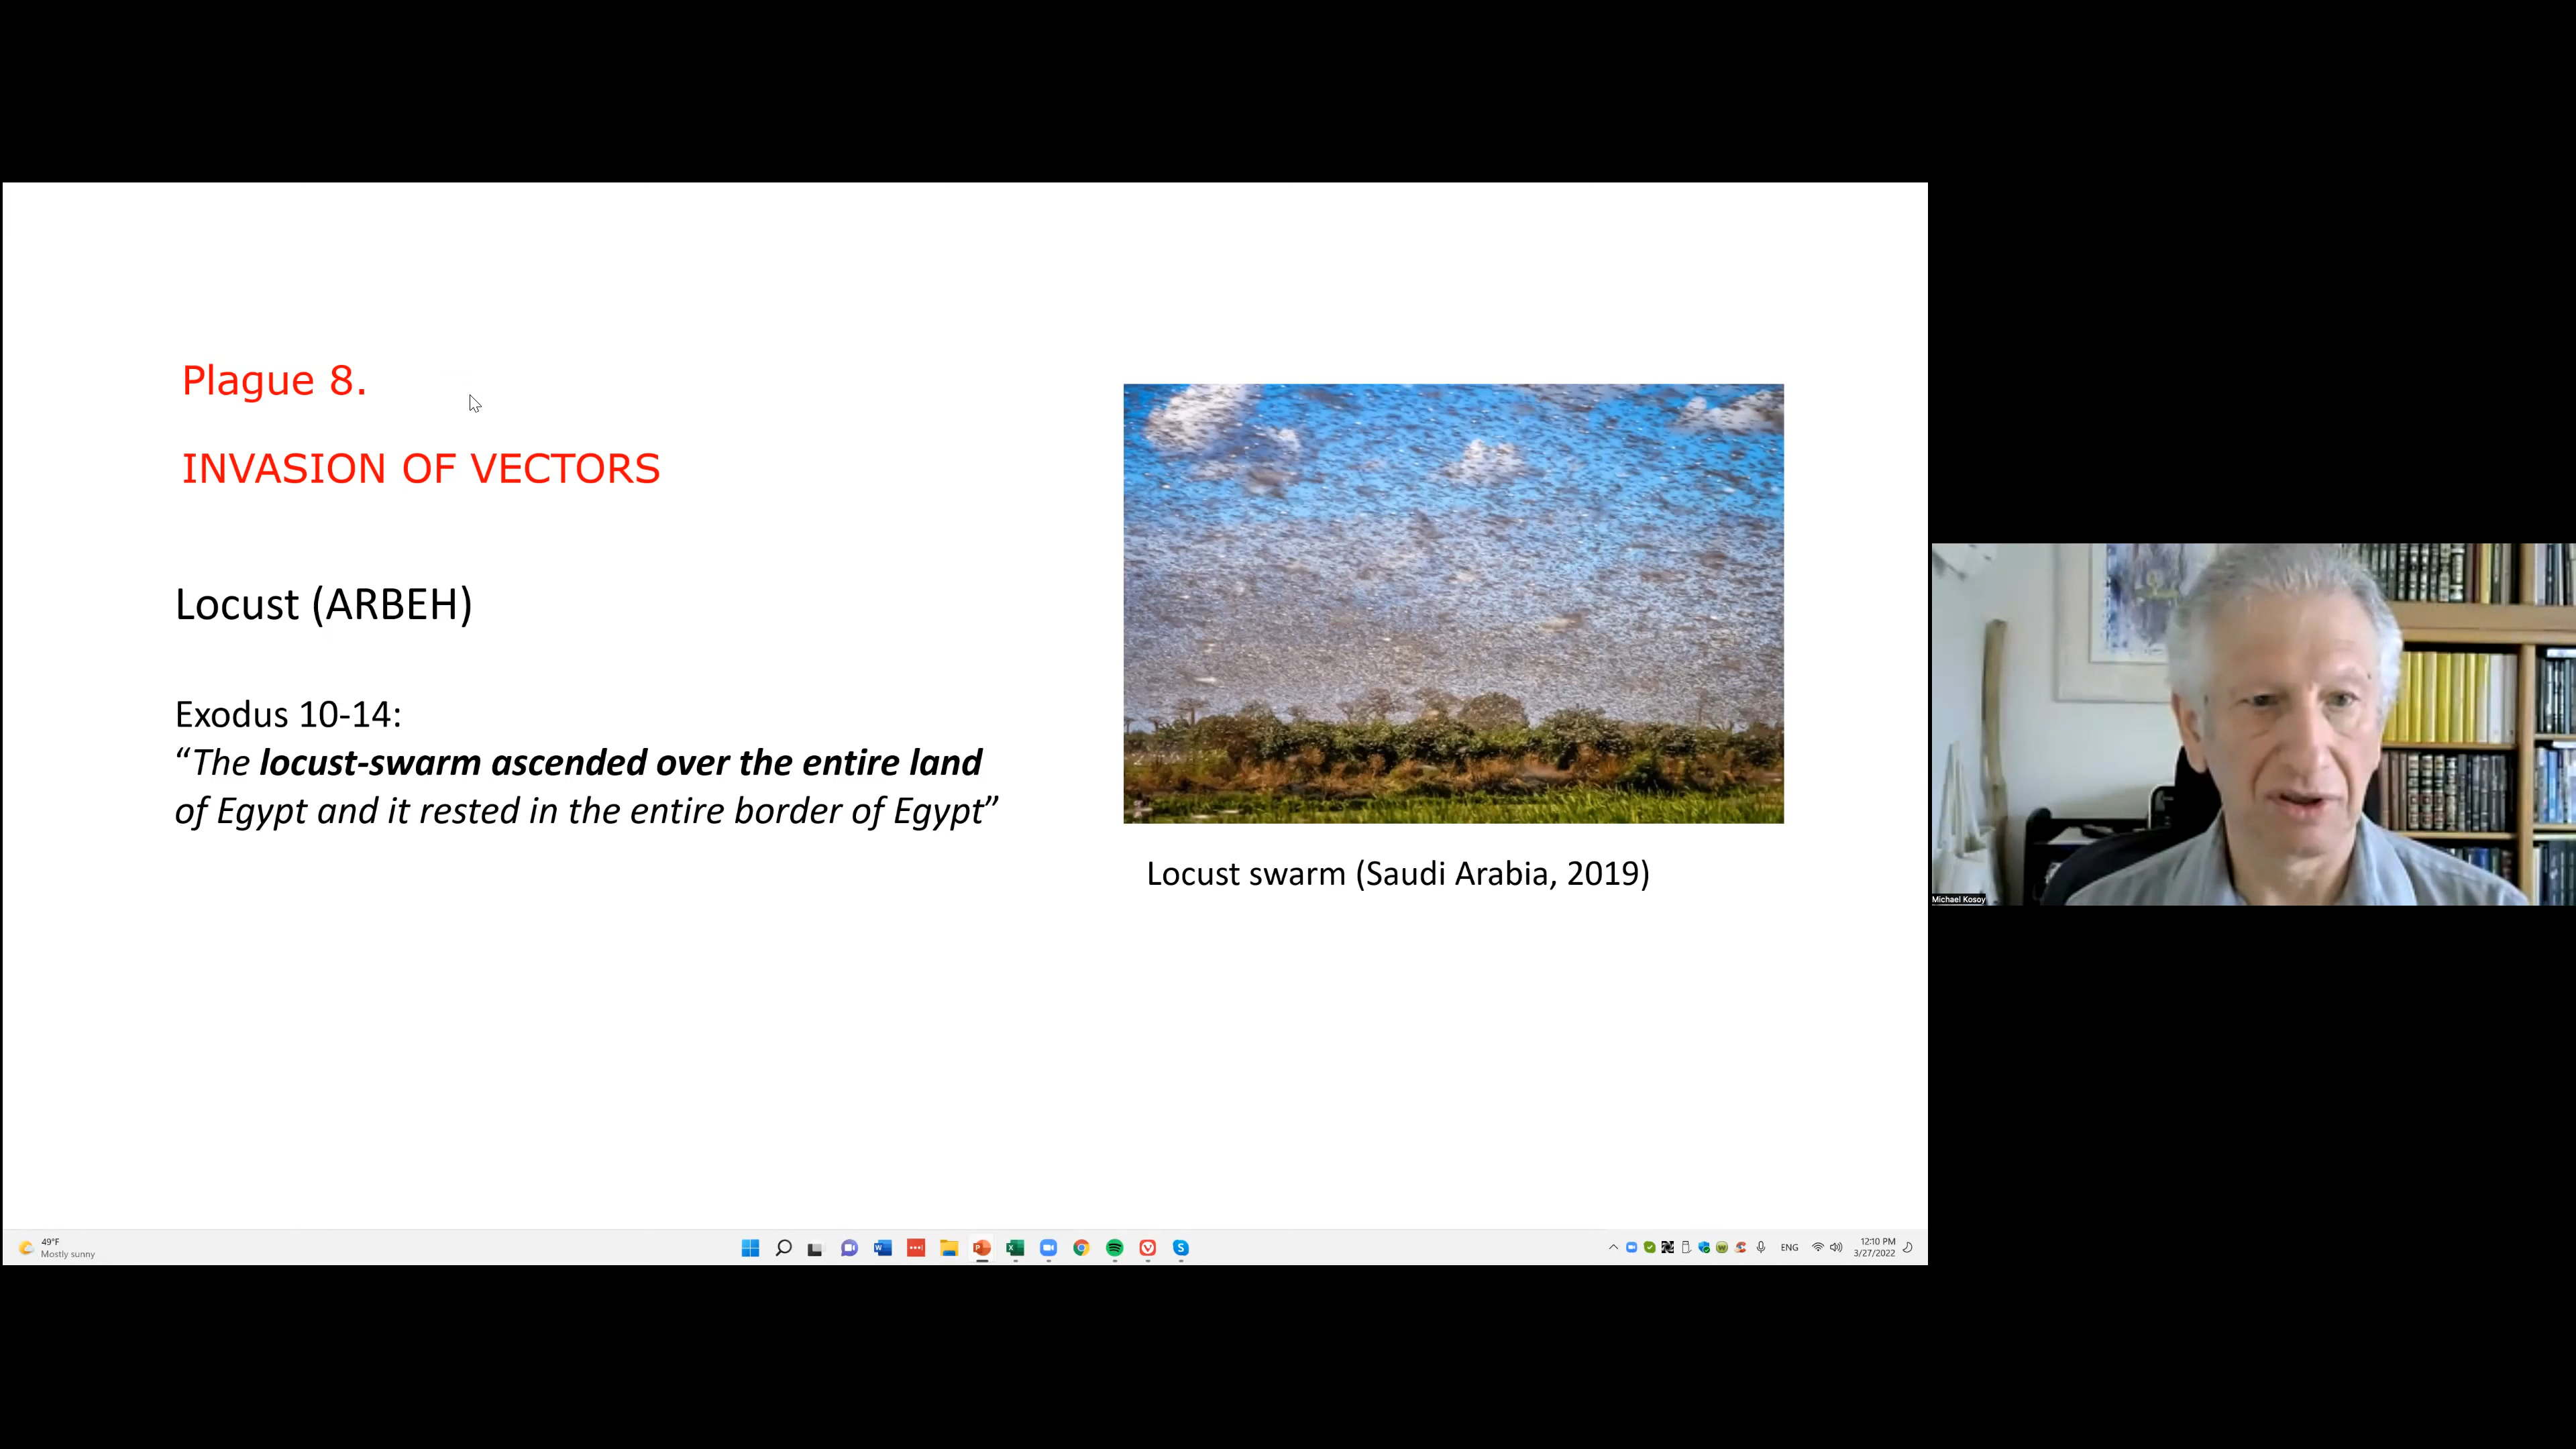 Plague 8.
INVASION OF VECTORS
Locust (ARBEH)
Exodus 10-14:
“The locust-swarm ascended over the entire land
of Egypt and it rested in the entire border of Egypt”
Locust swarm (Saudi Arabia, 2019)
Michael Kosoy
49°F
Mostly sunny
ENG
12:10 PM
3/27/2022